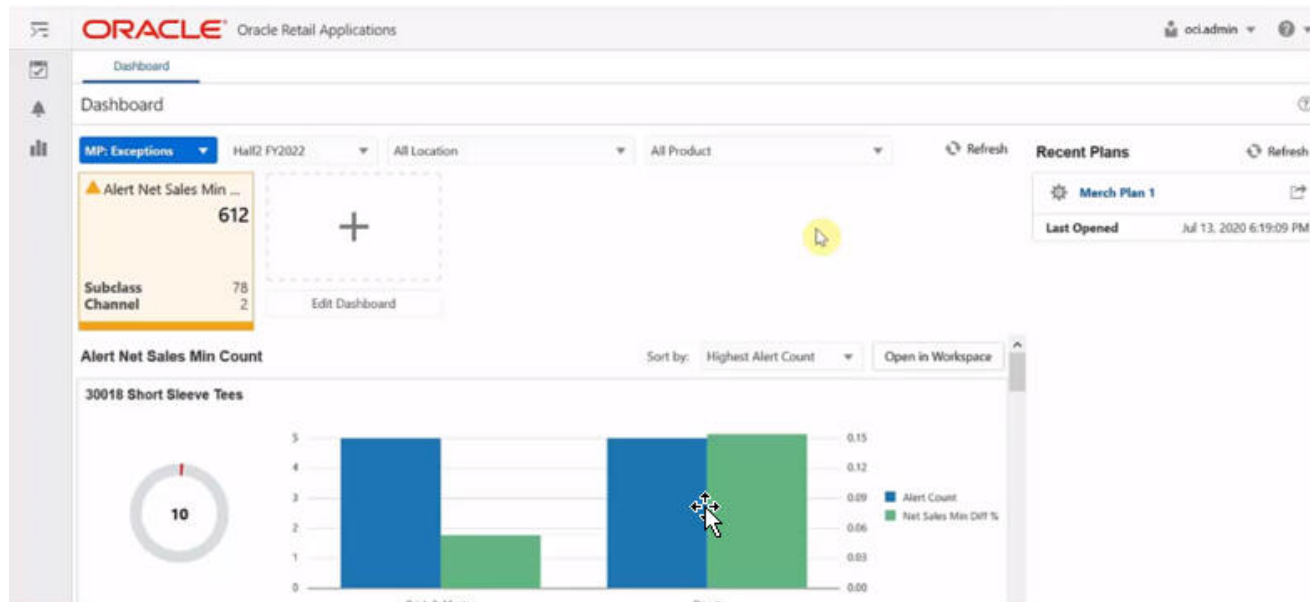 ORACLE Oracle Retail Applications
oci.admin
Dashboard
Dashboard
MP: Exceptions Half2 FY2022 All Location All Product Refresh
Recent Plans Refresh
Alert Net Sales Min ...
612
Subclass 78
Channel 2
Edit Dashboard
Merch Plan 1
Last Opened Jul 13, 2020 6:19:09 PM
Alert Net Sales Min Count
Sort by: Highest Alert Count Open in Workspace
30018 Short Sleeve Tees
10
5
4
3
2
1
0
0.15
0.12
0.09
0.06
0.03
0.00
Alert Count
Net Sales Min Diff %